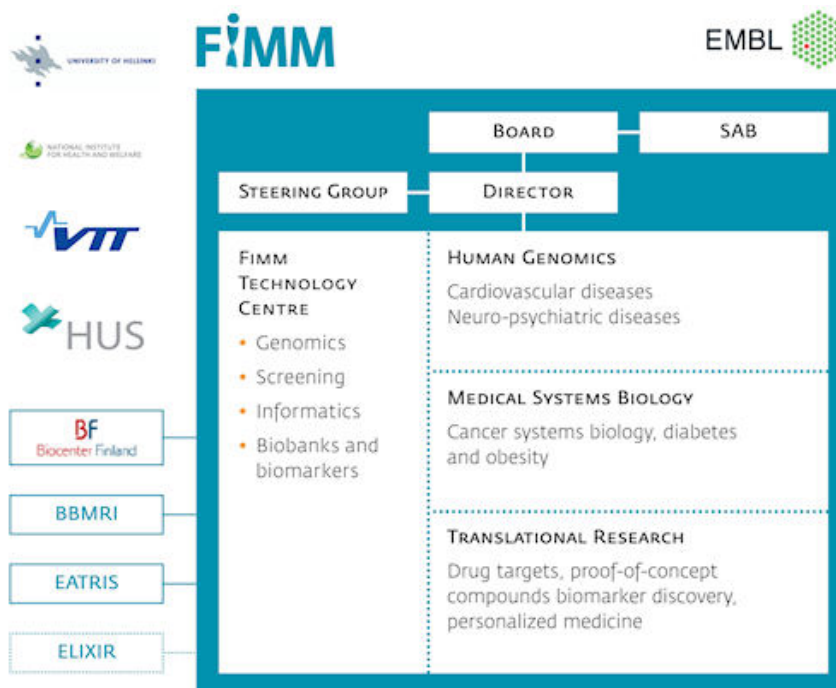 UNIVERSITY OF HELSINKI
FiMM
EMBL
NATIONAL INSTITUTE
FOR HEALTH AND WELFARE
VTT
HUS
BF
Biocenter Finland
BBMRI
EATRIS
ELIXIR
BOARD
SAB
STEERING GROUP
DIRECTOR
FIMM
TECHNOLOGY
CENTRE
• Genomics
• Screening
• Informatics
• Biobanks and
biomarkers
HUMAN GENOMICS
Cardiovascular diseases
Neuro-psychiatric diseases
MEDICAL SYSTEMS BIOLOGY
Cancer systems biology, diabetes
and obesity
TRANSLATIONAL RESEARCH
Drug targets, proof-of-concept
compounds biomarker discovery,
personalized medicine